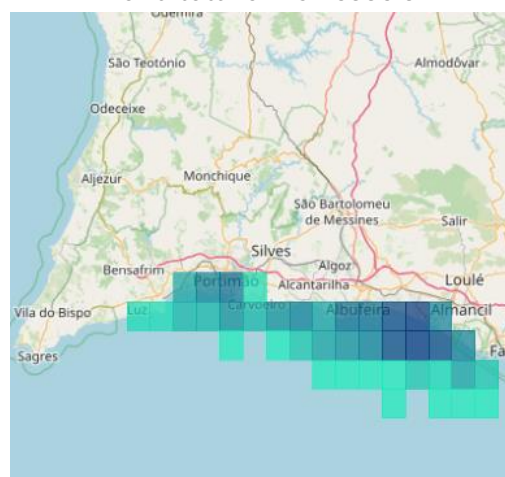 São Teotónio
Almodôvar
Odeceixe
Monchique
Aljezur
São Bartolomeu
de Messines
Salir
Silves
Bensafrim
Algoz
Portimão
Alcantarilha
Loulé
Luz
Carvoeiro
Vila do Bispo
Albufeira
Almancil
Sagres
Fa